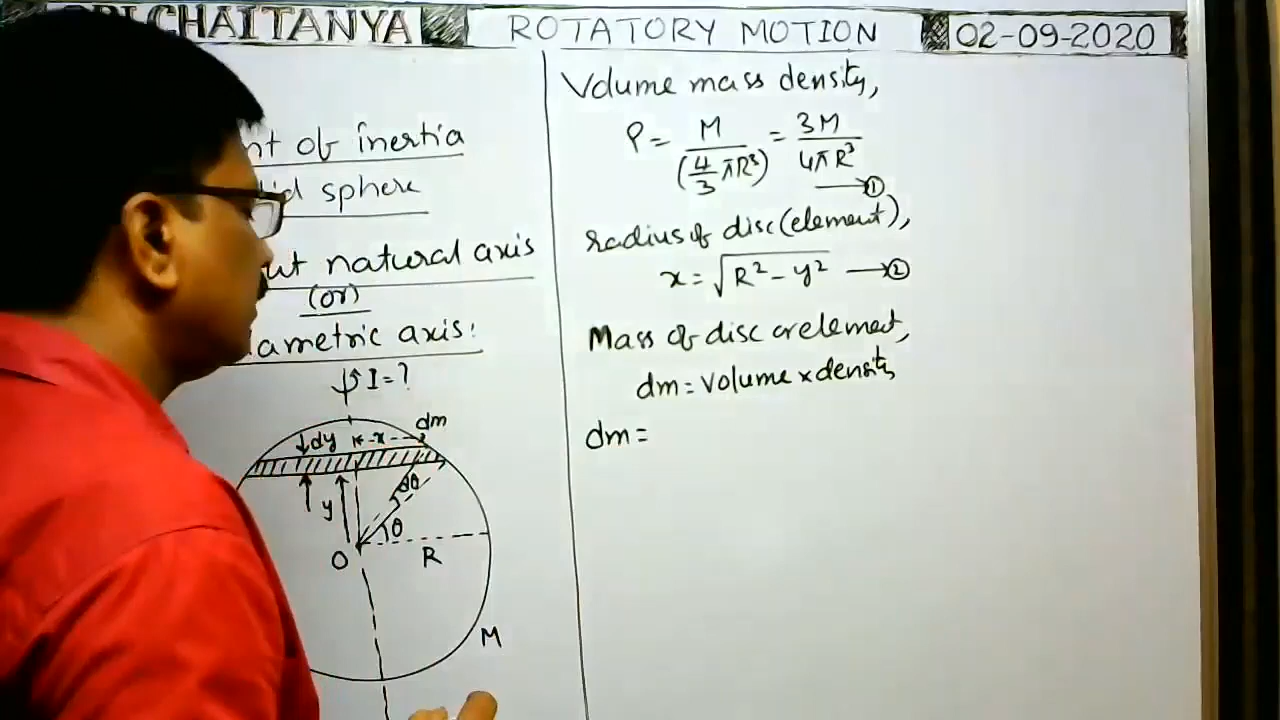 CHAITANYA
ROTATORY MOTION
02-09-2020
of inertia
sphere
natural axis
(or)
ametric axis:
I = ?
dm
dy
x
y
dθ
θ
O
R
M
Volume mass density,
ρ = M/(4/3 πR³) = 3M/4πR³
→①
radius of disc (element),
x = √R² - y² →②
Mass of disc or element,
dm = volume × density
dm =